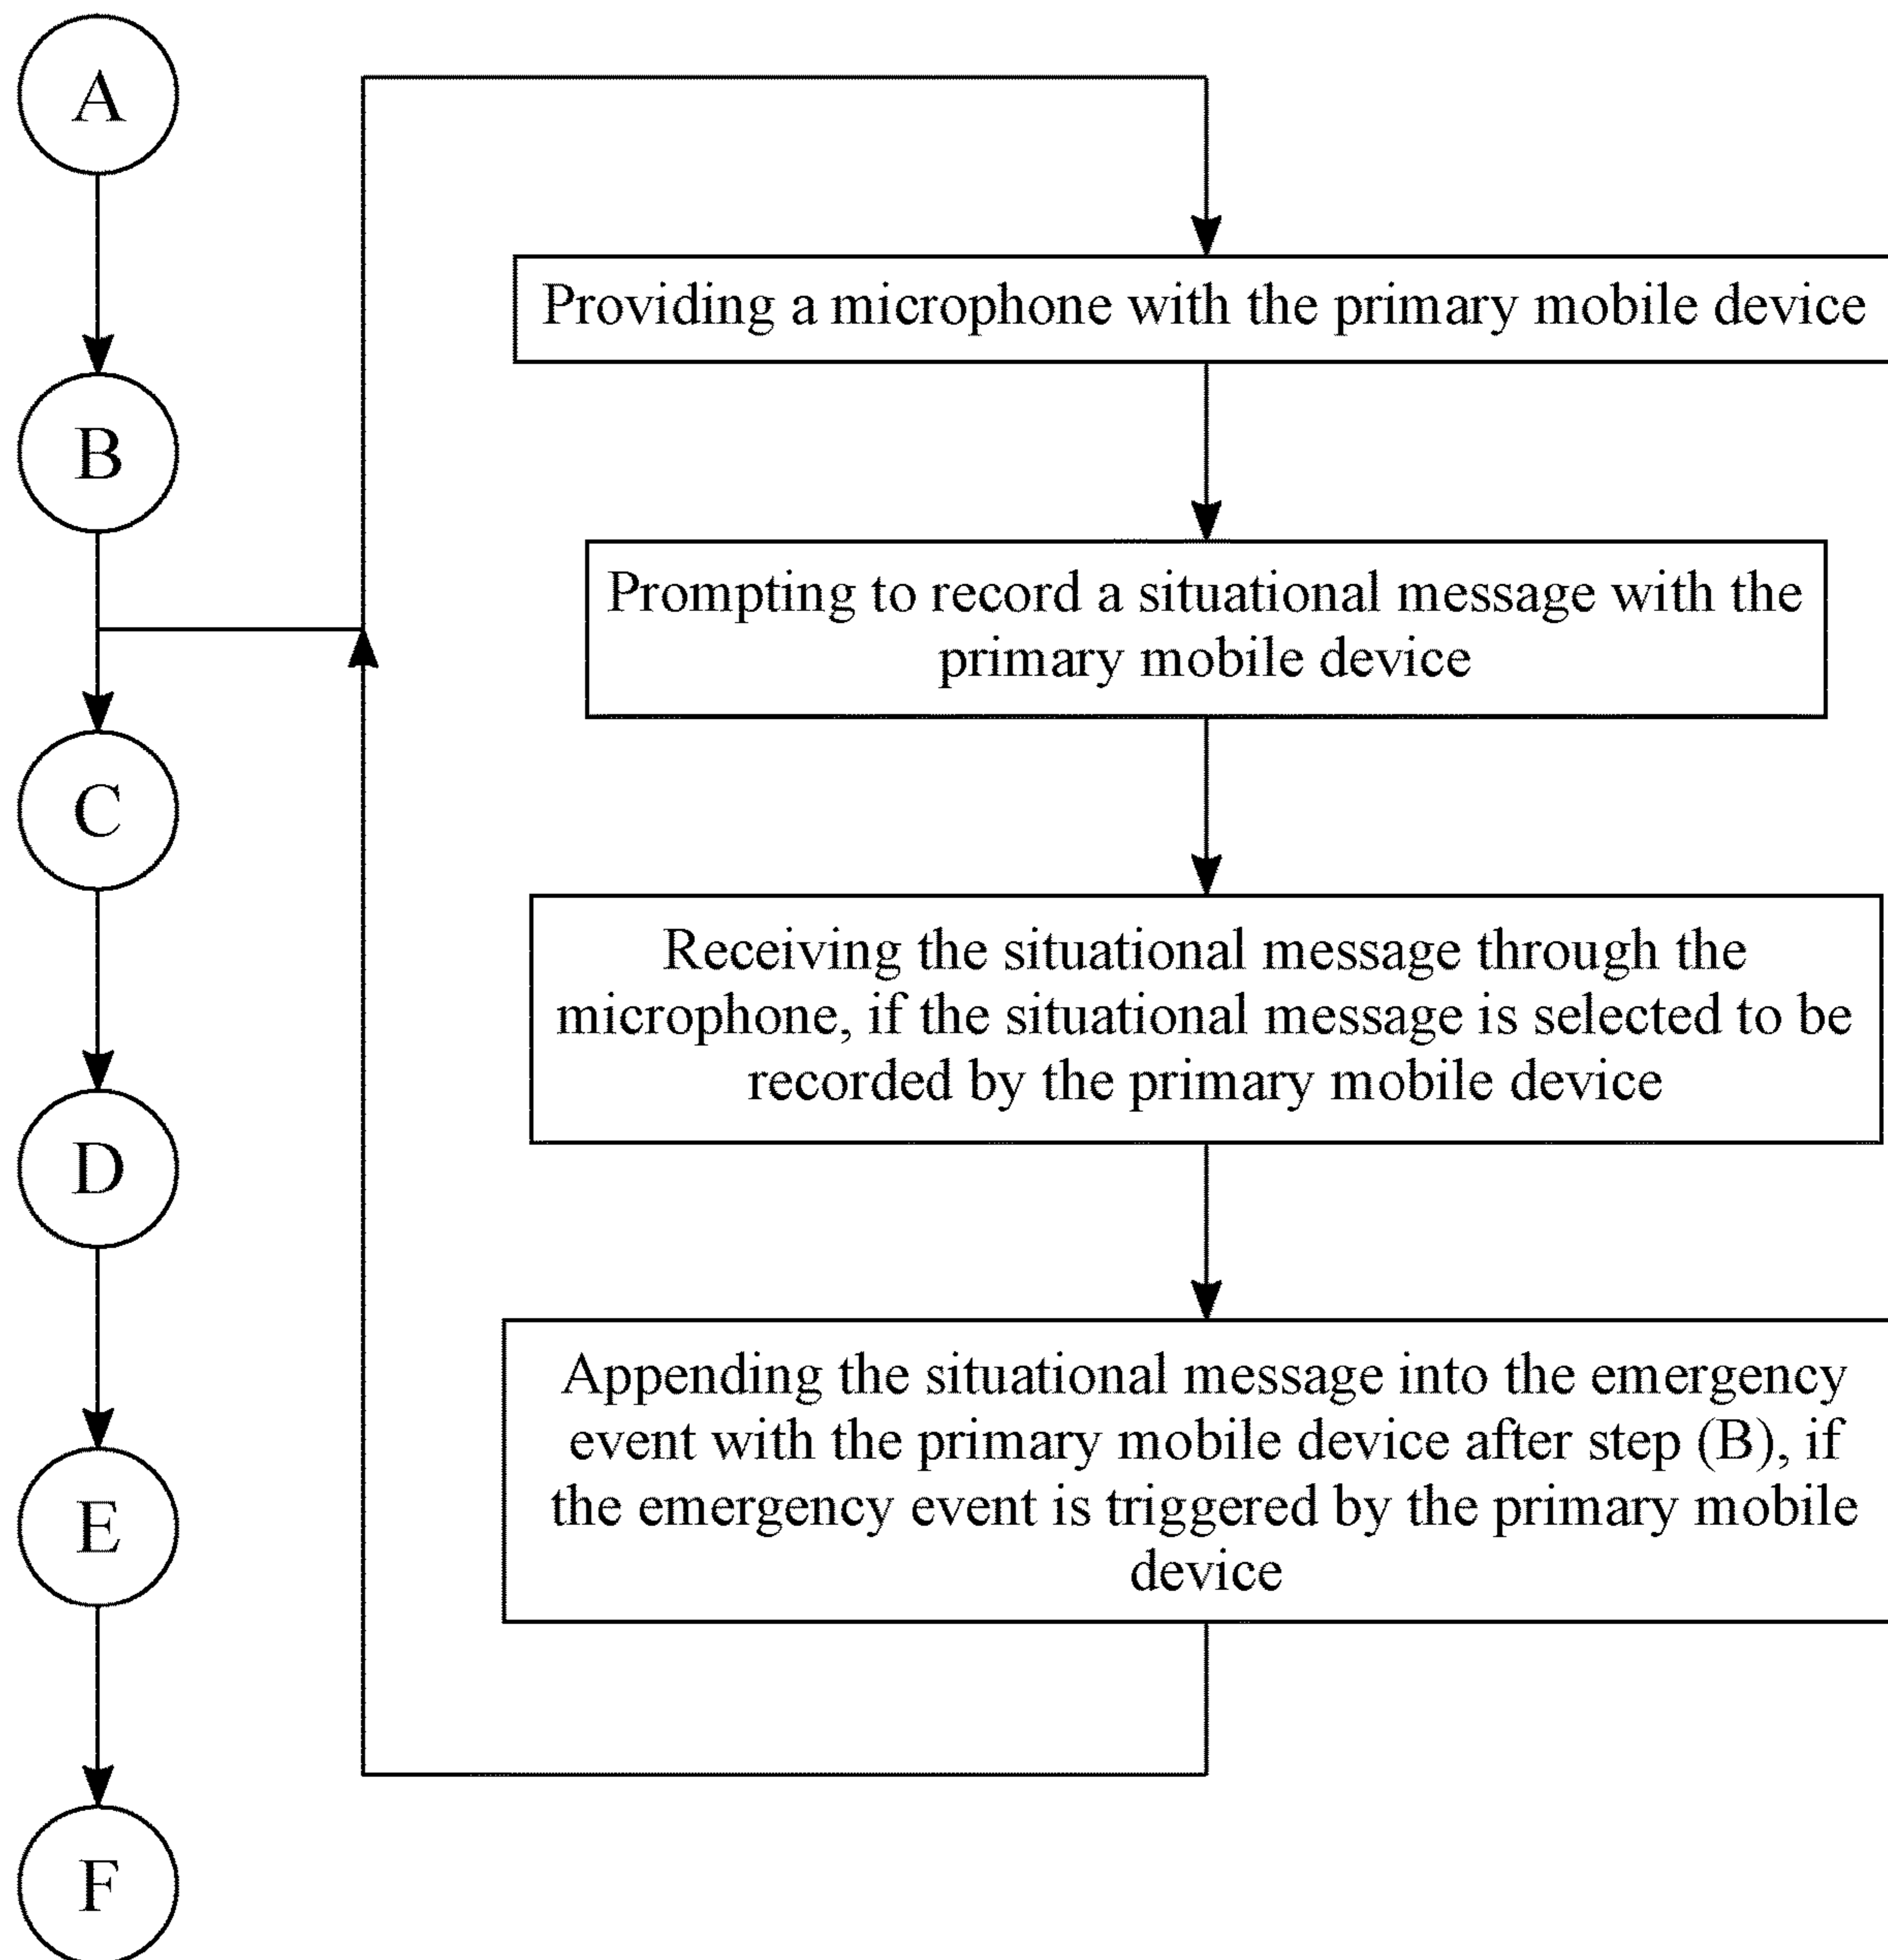 A
B
C
D
E
F
Providing a microphone with the primary mobile device
Prompting to record a situational message with the
primary mobile device
Receiving the situational message through the
microphone, if the situational message is selected to be
recorded by the primary mobile device
Appending the situational message into the emergency
event with the primary mobile device after step (B), if
the emergency event is triggered by the primary mobile
device